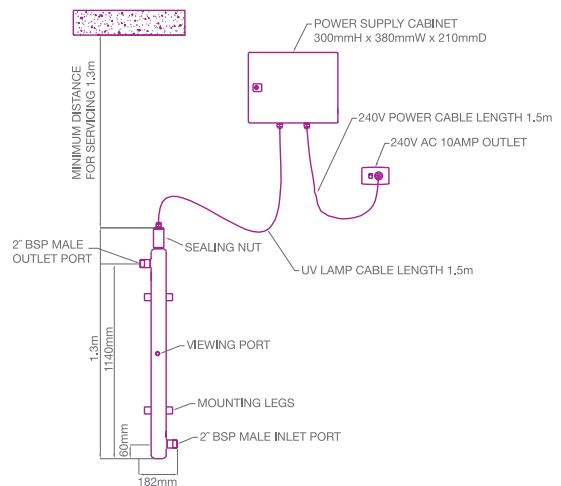 POWER SUPPLY CABINET
300mmH x 380mmW x 210mmD
MINIMUM DISTANCE
FOR SERVICING 1.3m
240V POWER CABLE LENGTH 1.5m
240V AC 10AMP OUTLET
2" BSP MALE
OUTLET PORT
SEALING NUT
UV LAMP CABLE LENGTH 1.5m
1.3m
1140mm
VIEWING PORT
MOUNTING LEGS
60mm
2" BSP MALE INLET PORT
182mm